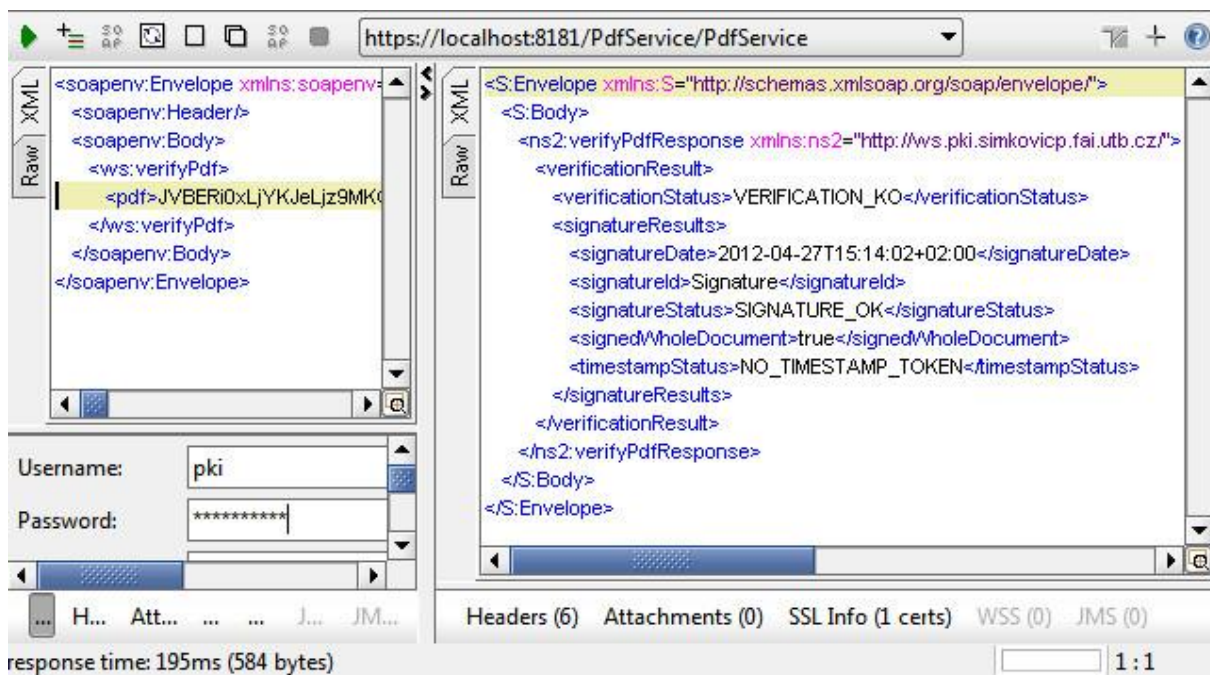 https://localhost:8181/PdfService/PdfService
XML
Raw
<soapenv:Envelope xmlns:soapenv=
<soapenv:Header/>
<soapenv:Body>
<ws:verifyPdf>
<pdf>JVBERi0xLjYKJeLjz9MK
</ws:verifyPdf>
</soapenv:Body>
</soapenv:Envelope>
Username: pki
Password: **********
... H... Att... ... ... J... JM...
XML
Raw
<S:Envelope xmlns:S="http://schemas.xmlsoap.org/soap/envelope/">
<S:Body>
<ns2:verifyPdfResponse xmlns:ns2="http://ws.pki.simkovicp.fai.utb.cz/">
<verificationResult>
<verificationStatus>VERIFICATION_KO</verificationStatus>
<signatureResults>
<signatureDate>2012-04-27T15:14:02+02:00</signatureDate>
<signatureId>Signature</signatureId>
<signatureStatus>SIGNATURE_OK</signatureStatus>
<signedWholeDocument>true</signedWholeDocument>
<timestampStatus>NO_TIMESTAMP_TOKEN</timestampStatus>
</signatureResults>
</verificationResult>
</ns2:verifyPdfResponse>
</S:Body>
</S:Envelope>
Headers (6) Attachments (0) SSL Info (1 certs) WSS (0) JMS (0)
response time: 195ms (584 bytes)
1 : 1